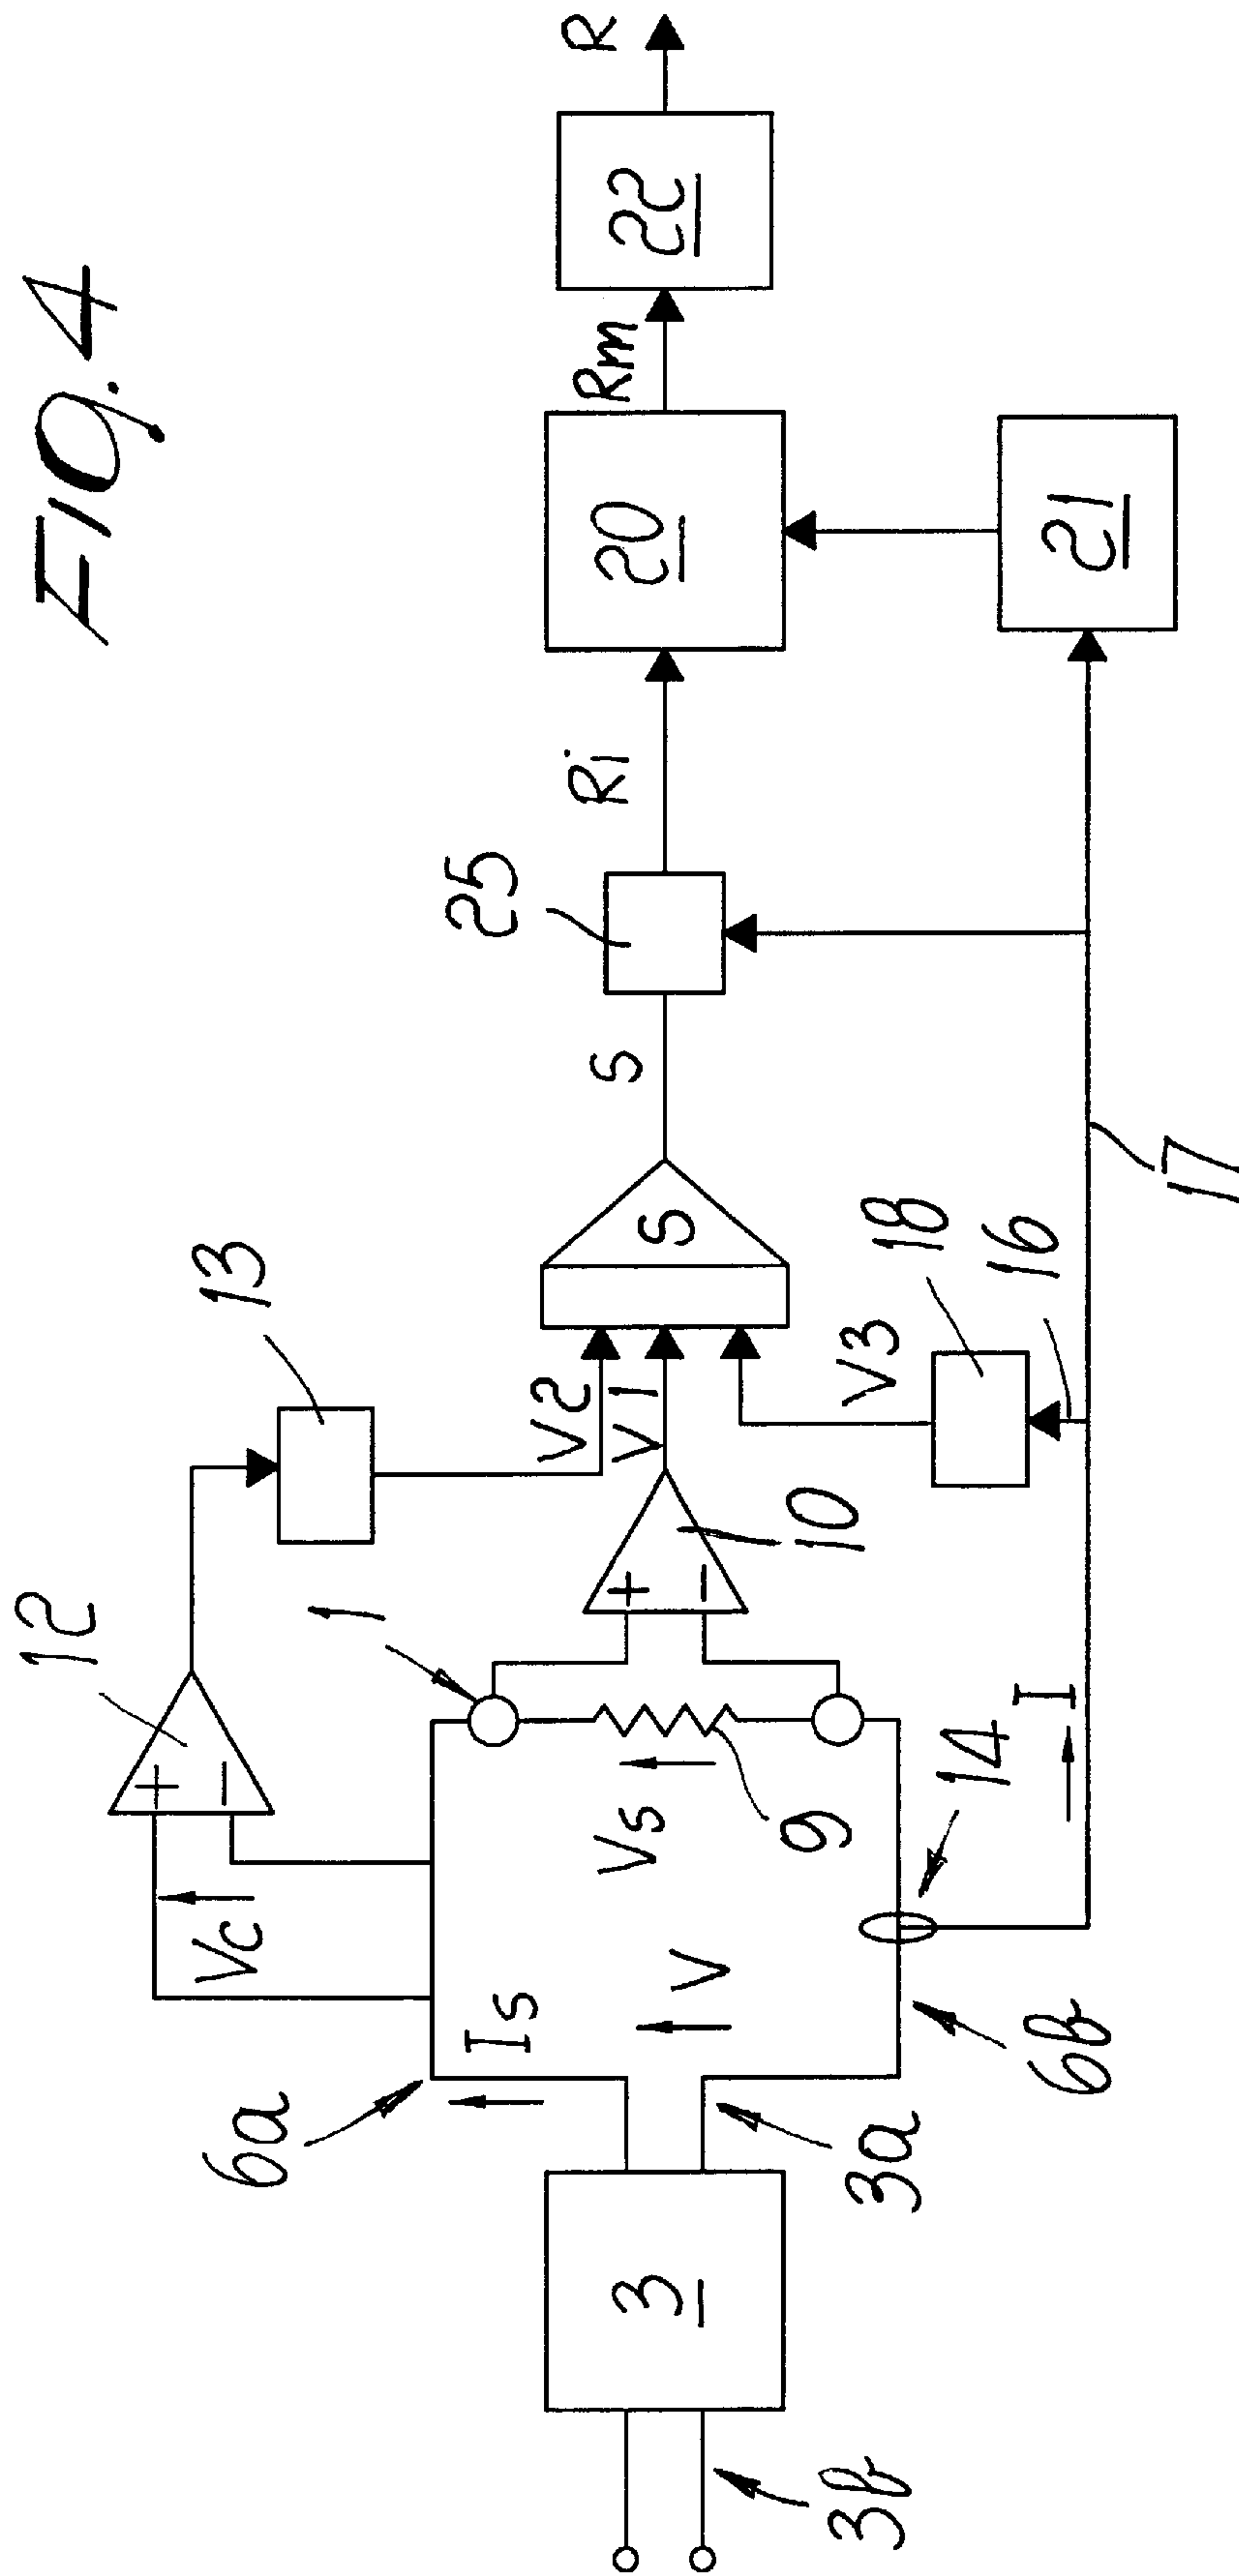 FIG. 4
12
13
Vc
6a
Is
1
V2
V1
S
S
25
Ri
20
Rm
22
R
+
−
+
−
10
Vs
9
V
3
3a
3b
6b
14
I
V3
18
16
17
21